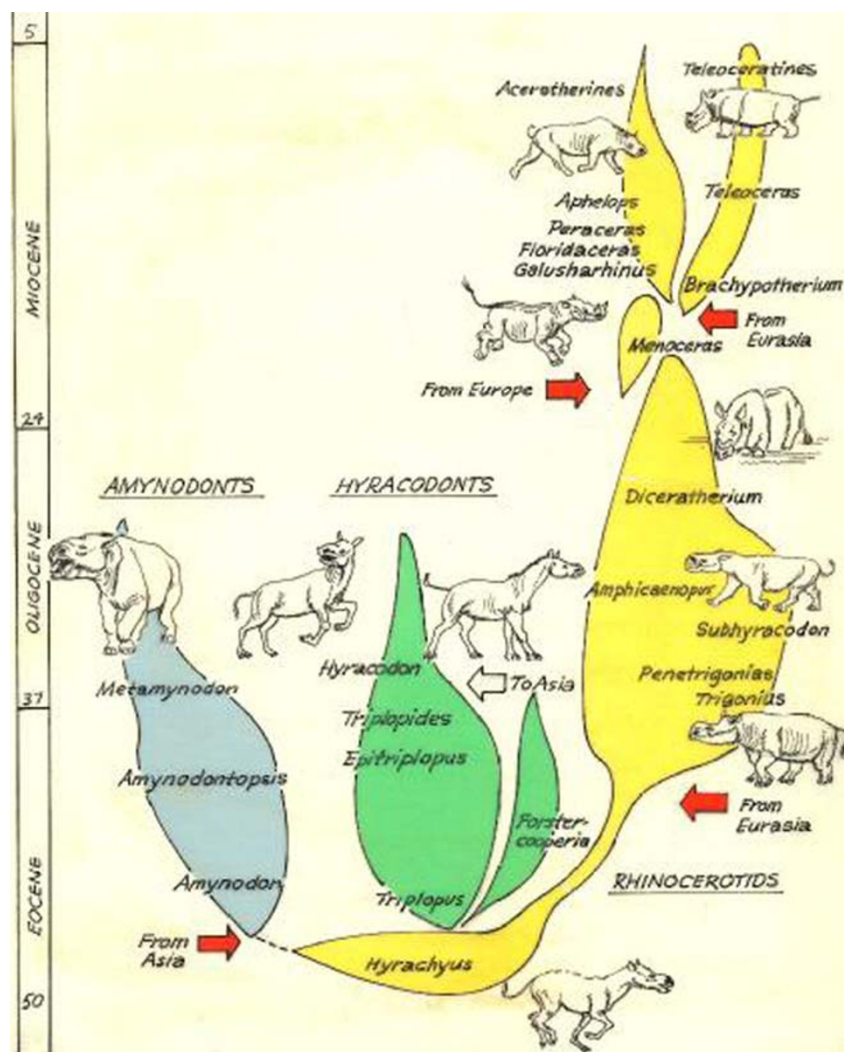 5
Teleoceratines
Acerotherines
Aphelops
Teleoceras
Peraceras
Floridaceras
Galusharhinus
Brachypotherium
From
Eurasia
Menoceras
From Europe
MIOCENE
24
AMYNODONTS
HYRACODONTS
Diceratherium
OLIGOCENE
Amphicaenopus
Subhyracodon
Hyracodon
To Asia
Penetrigonias
Trigonius
Metamynodon
37
Triplopides
Epitriplopus
Amynodontopsis
From
Eurasia
Forster-
cooperia
RHINOCEROTIDS
Amynodon
Triplopus
EOCENE
From
Asia
Hyrachyus
50